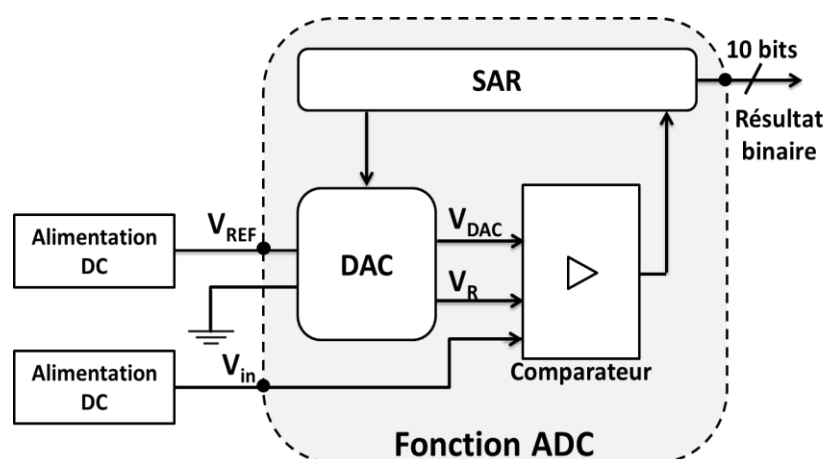 10 bits
SAR
Résultat
binaire
Alimentation
DC
V_REF
DAC
V_DAC
V_R
Alimentation
DC
V_in
Comparateur
Fonction ADC